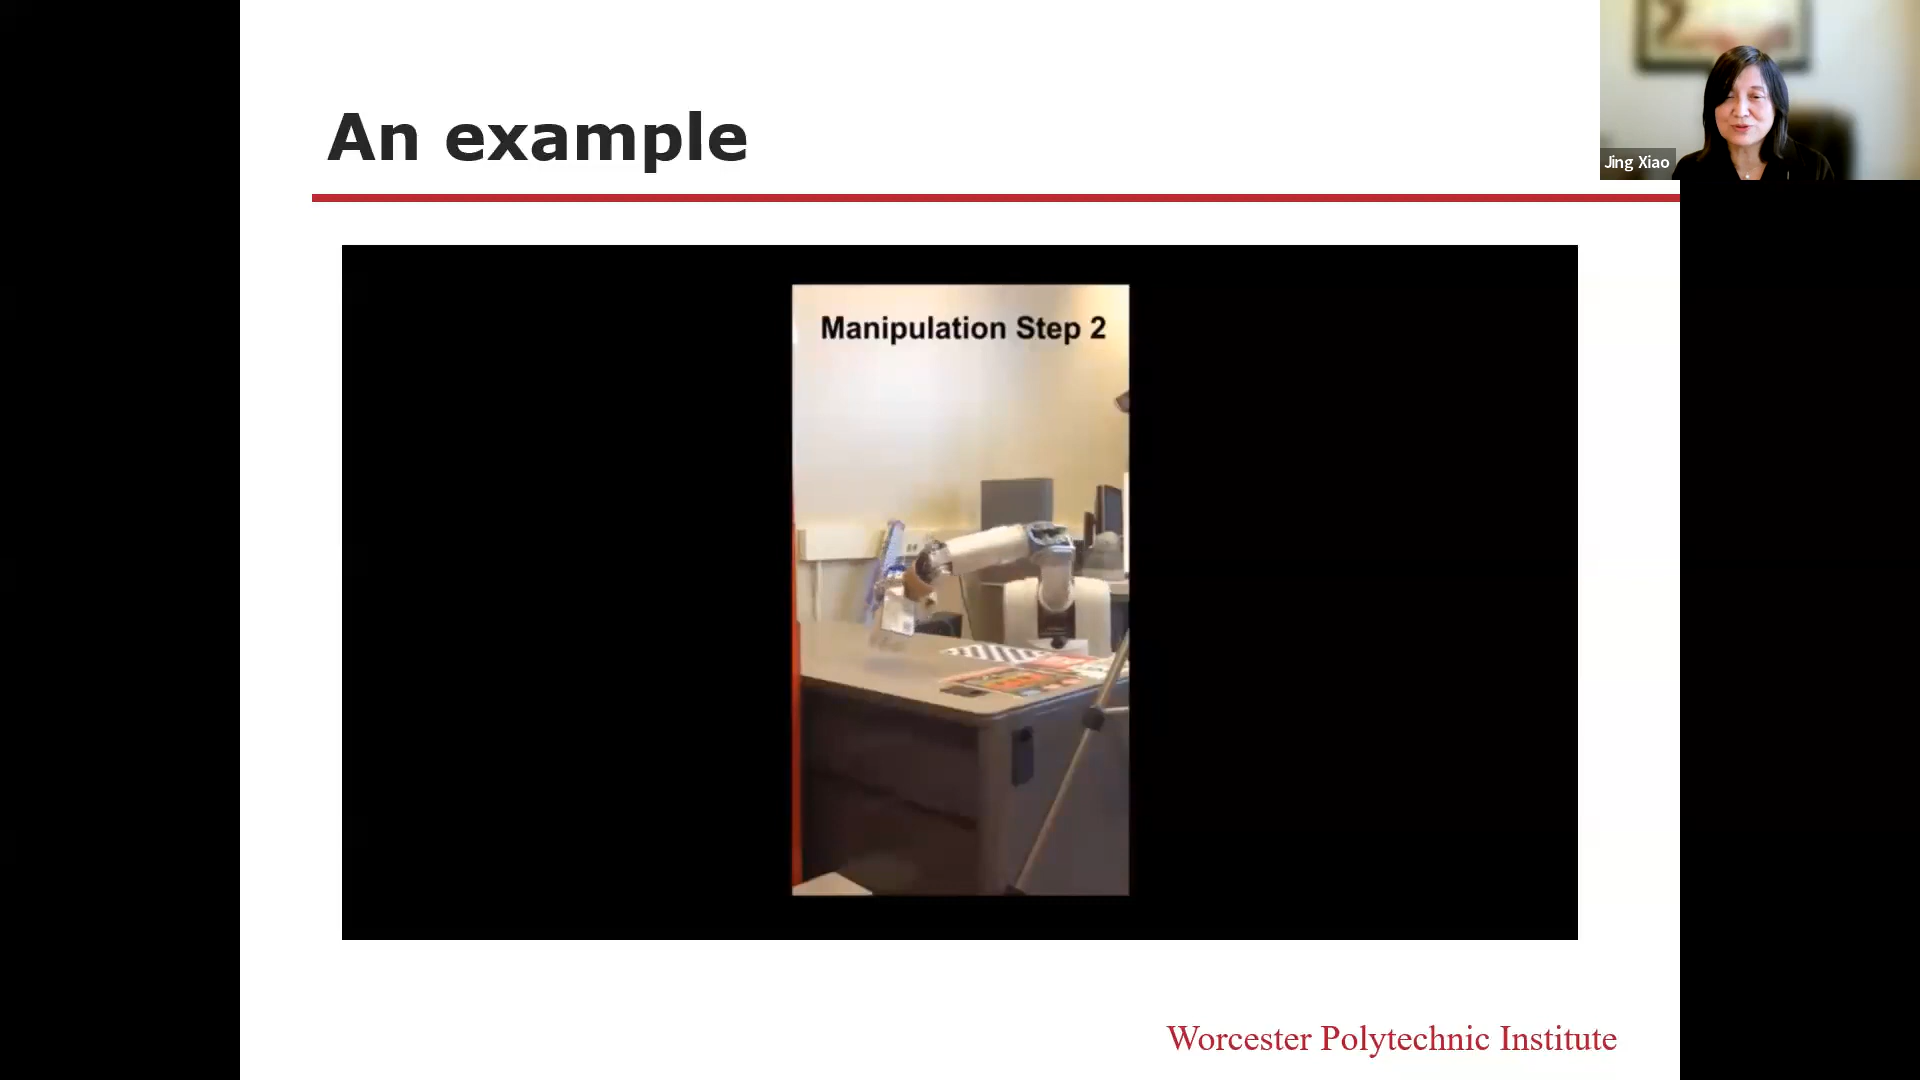 An example
Jing Xiao
Manipulation Step 2
Worcester Polytechnic Institute